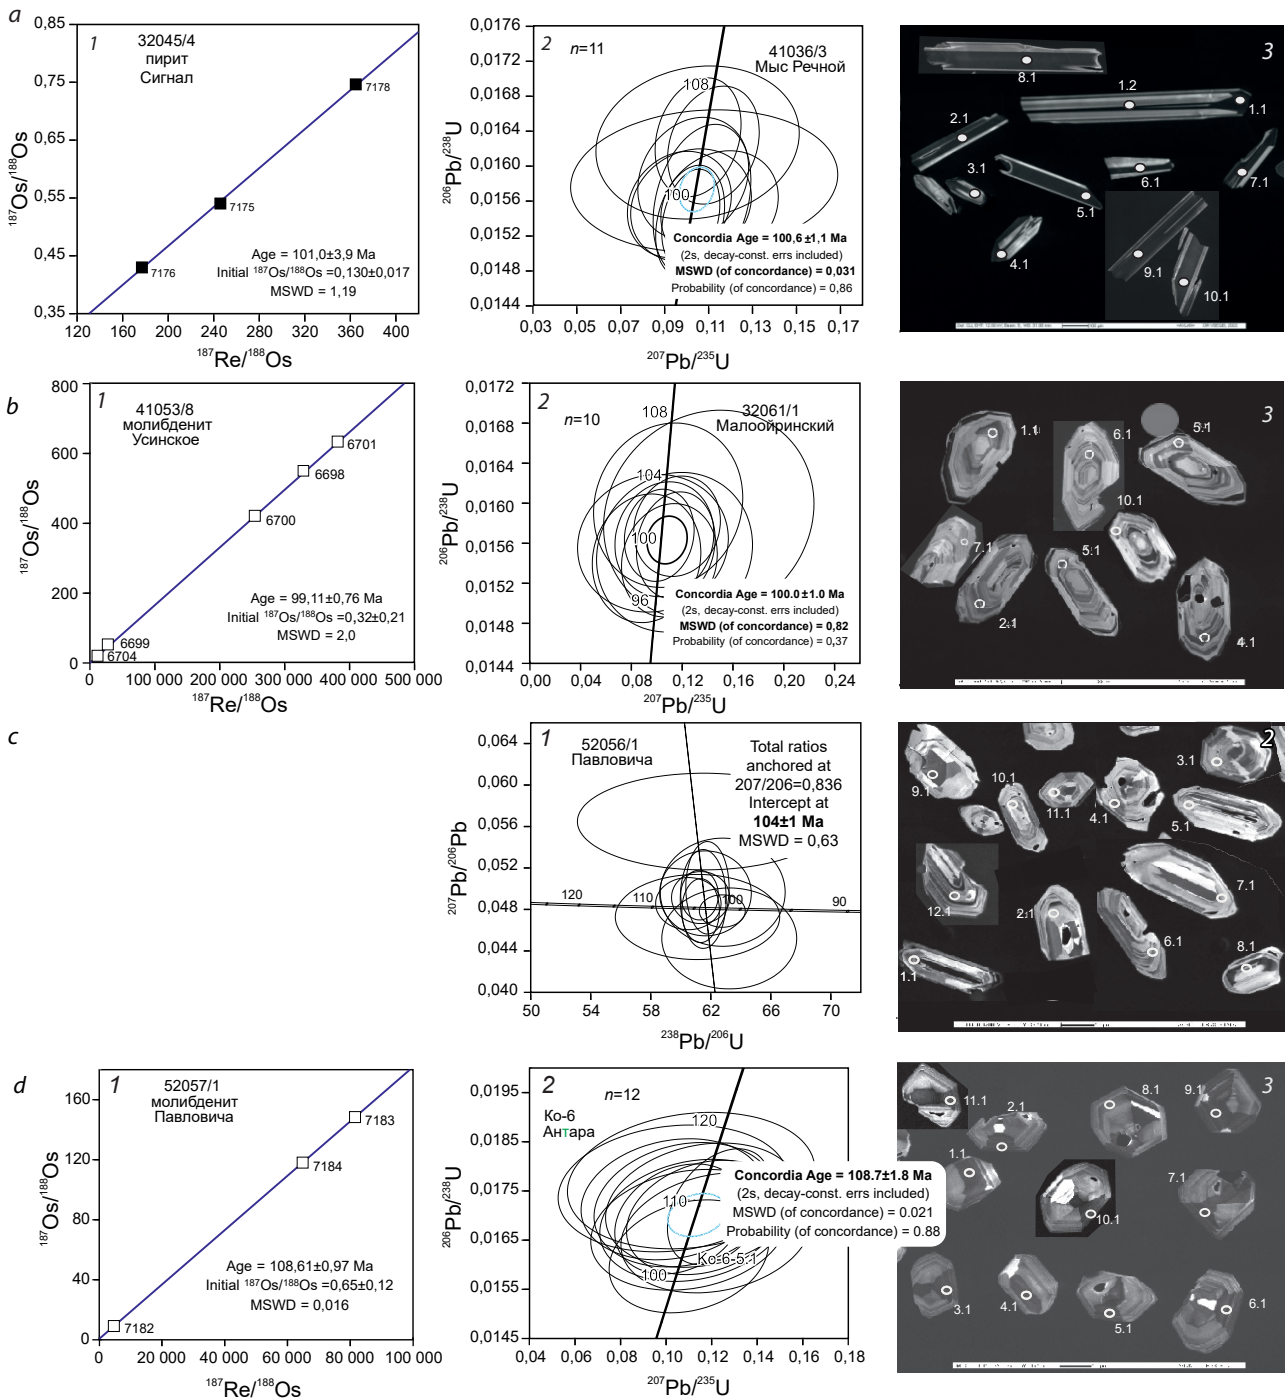 a
1
32045/4
пирит
Сигнал
0,85
0,75
0,65
0,55
0,45
0,35
187Os/188Os
7178
7175
7176
Age = 101,0±3,9 Ma
Initial 187Os/188Os =0,130±0,017
MSWD = 1,19
120 160 200 240 280 320 360 400
187Re/188Os
2
n=11
41036/3
Мыс Речной
0,0176
0,0172
0,0168
0,0164
0,0160
0,0156
0,0152
0,0148
0,0144
206Pb/238U
108
100
Concordia Age = 100,6 ±1,1 Ma
(2s, decay-const. errs included)
MSWD (of concordance) = 0,031
Probability (of concordance) = 0,86
0,03 0,05 0,07 0,09 0,11 0,13 0,15 0,17
207Pb/235U
3
8.1
1.2
1.1
2.1
3.1
6.1
7.1
5.1
4.1
9.1
10.1
b
1
41053/8
молибденит
Усинское
800
600
400
200
0
187Os/188Os
6701
6698
6700
6699
6704
Age = 99,11±0,76 Ma
Initial 187Os/188Os =0,32±0,21
MSWD = 2,0
0 100 000 200 000 300 000 400 000 500 000
187Re/188Os
2
n=10
32061/1
Малоойринский
0,0172
0,0168
0,0164
0,0160
0,0156
0,0152
0,0148
0,0144
206Pb/238U
108
104
100
96
Concordia Age = 100.0±1.0 Ma
(2s, decay-const. errs included)
MSWD (of concordance) = 0,82
Probability (of concordance) = 0,37
0,00 0,04 0,08 0,12 0,16 0,20 0,24
207Pb/235U
3
1.1
6.1
10.1
7.1
5.1
2.1
4.1
c
1
52056/1
Павловича
Total ratios
anchored at
207/206=0,836
Intercept at
104±1 Ma
MSWD = 0,63
0,064
0,060
0,056
0,052
0,048
0,044
0,040
207Pb/206Pb
120 110 100 90
50 54 58 62 66 70
238Pb/206U
2
9.1
10.1
11.1
4.1
3.1
5.1
12.1
2.1
7.1
6.1
1.1
8.1
d
1
52057/1
молибденит
Павловича
160
120
80
40
0
187Os/188Os
7183
7184
7182
Age = 108,61±0,97 Ma
Initial 187Os/188Os =0,65±0,12
MSWD = 0,016
0 20 000 40 000 60 000 80 000 100 000
187Re/188Os
2
n=12
Ко-6
Антара
0,0195
0,0185
0,0175
0,0165
0,0155
0,0145
206Pb/238U
120
110
100
Ko-6-5.1
Concordia Age = 108.7±1.8 Ma
(2s, decay-const. errs included)
MSWD (of concordance) = 0.021
Probability (of concordance) = 0.88
0,04 0,06 0,08 0,10 0,12 0,14 0,16 0,18
207Pb/235U
3
11.1
2.1
8.1
9.1
1.1
10.1
7.1
3.1
4.1
5.1
6.1